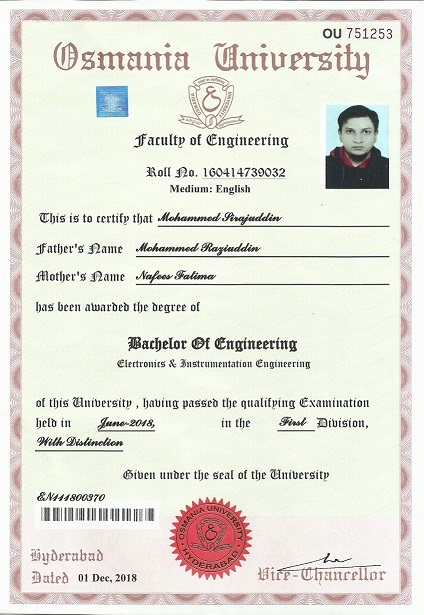 OU 751253
Osmania University
Faculty of Engineering
Roll No. 160414739032
Medium: English
This is to certify that Mohammed Sirajuddin
Father's Name Mohammed Raziuddin
Mother's Name Nafees Fatima
has been awarded the degree of
Bachelor Of Engineering
Electronics & Instrumentation Engineering
of this University , having passed the qualifying Examination
held in June-2018, in the First Division,
With Distinction
Given under the seal of the University
EN111800370
OSMANIA UNIVERSITY
HYDERABAD
Hyderabad
Dated 01 Dec, 2018
Vice-Chancellor